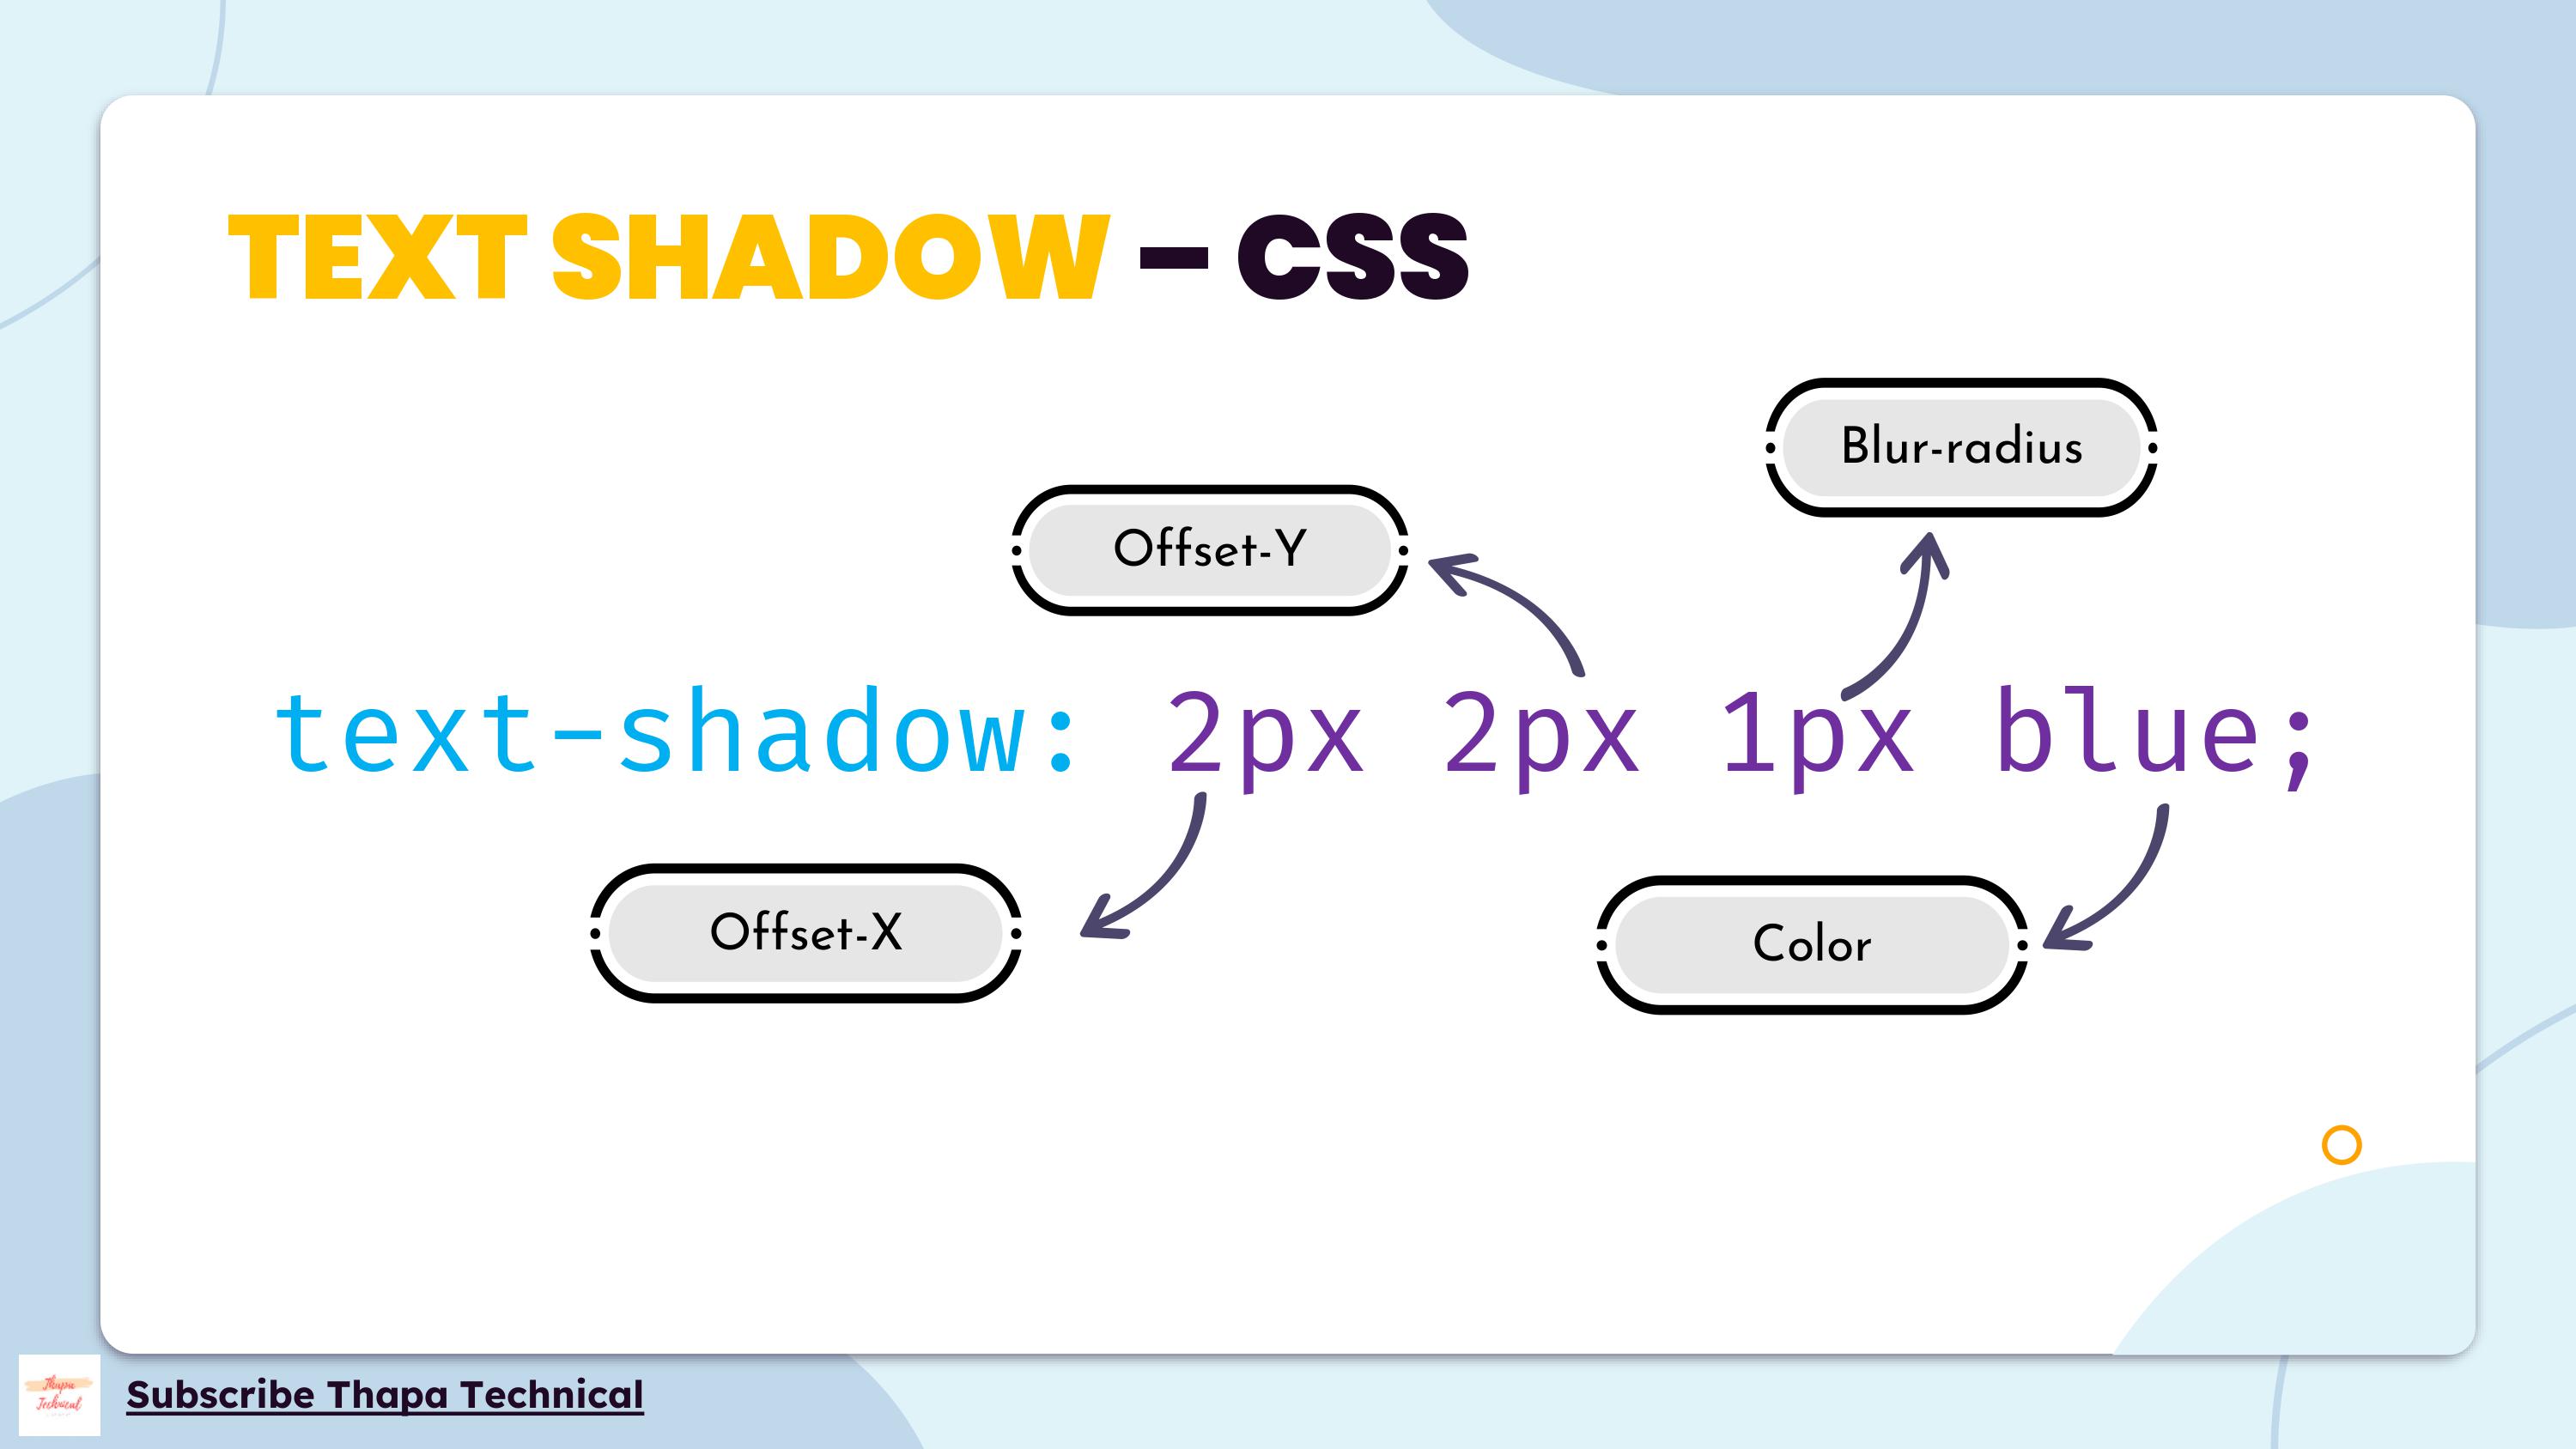 TEXT SHADOW – CSS
Blur-radius
Offset-Y
text-shadow: 2px 2px 1px blue;
Offset-X
Color
Thapa
Technical
Subscribe Thapa Technical